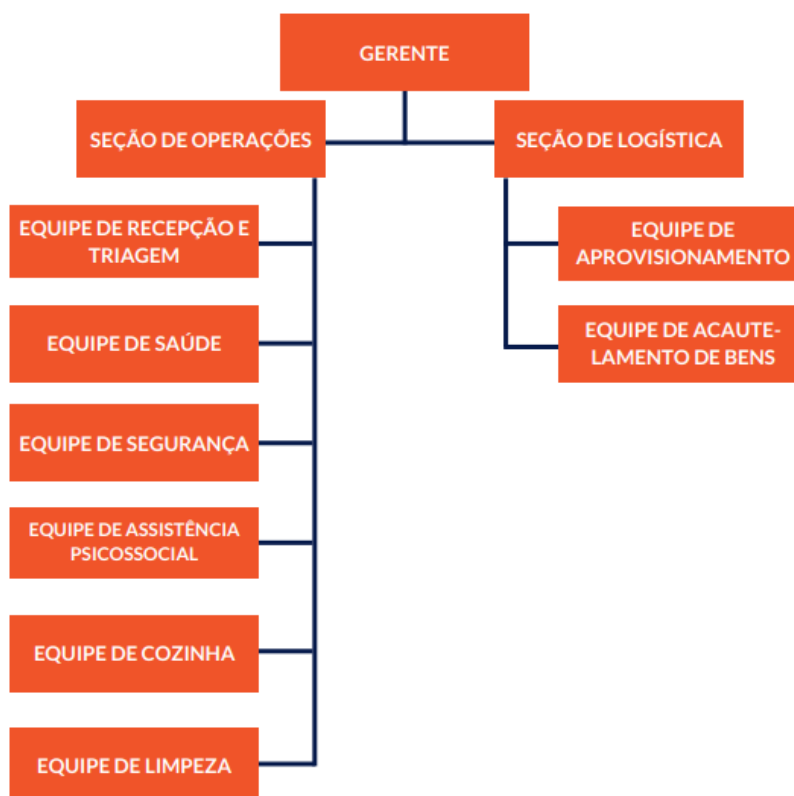 GERENTE
SEÇÃO DE OPERAÇÕES
SEÇÃO DE LOGÍSTICA
EQUIPE DE RECEPÇÃO E
TRIAGEM
EQUIPE DE SAÚDE
EQUIPE DE SEGURANÇA
EQUIPE DE ASSISTÊNCIA
PSICOSSOCIAL
EQUIPE DE COZINHA
EQUIPE DE LIMPEZA
EQUIPE DE
APROVISIONAMENTO
EQUIPE DE ACAUTE-
LAMENTO DE BENS